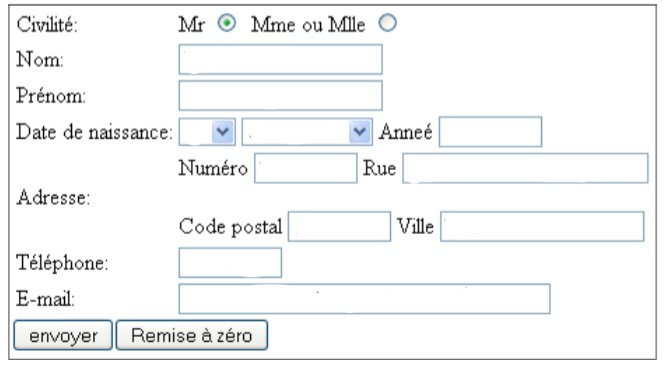 Civilité: Mr Mme ou Mlle
Nom:
Prénom:
Date de naissance: Anneé
Numéro Rue
Adresse:
Code postal Ville
Téléphone:
E-mail:
envoyer Remise à zéro